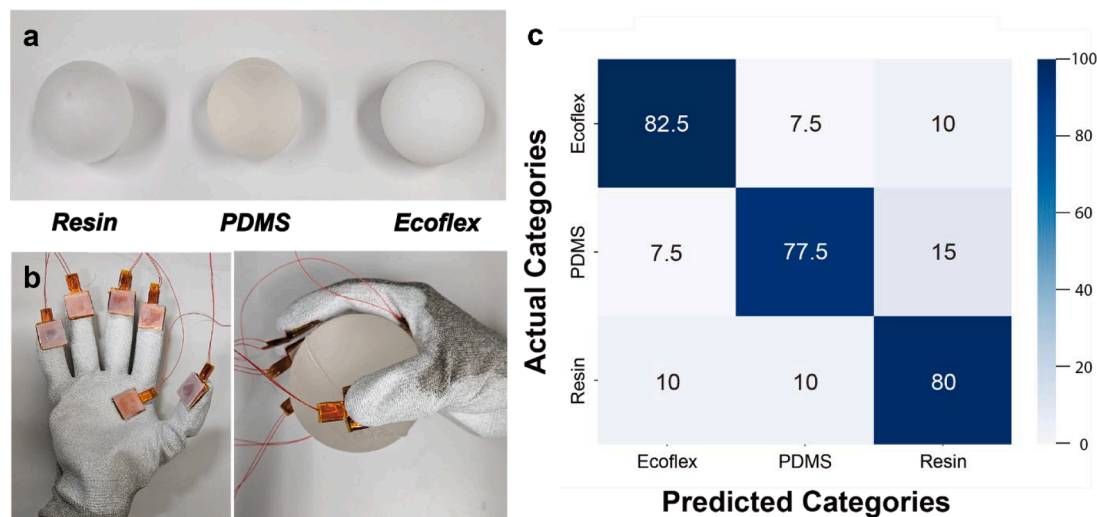 a
Resin PDMS Ecoflex
b
c
Actual Categories
Ecoflex
PDMS
Resin
82.5 7.5 10
7.5 77.5 15
10 10 80
Ecoflex PDMS Resin
Predicted Categories
100
80
60
40
20
0